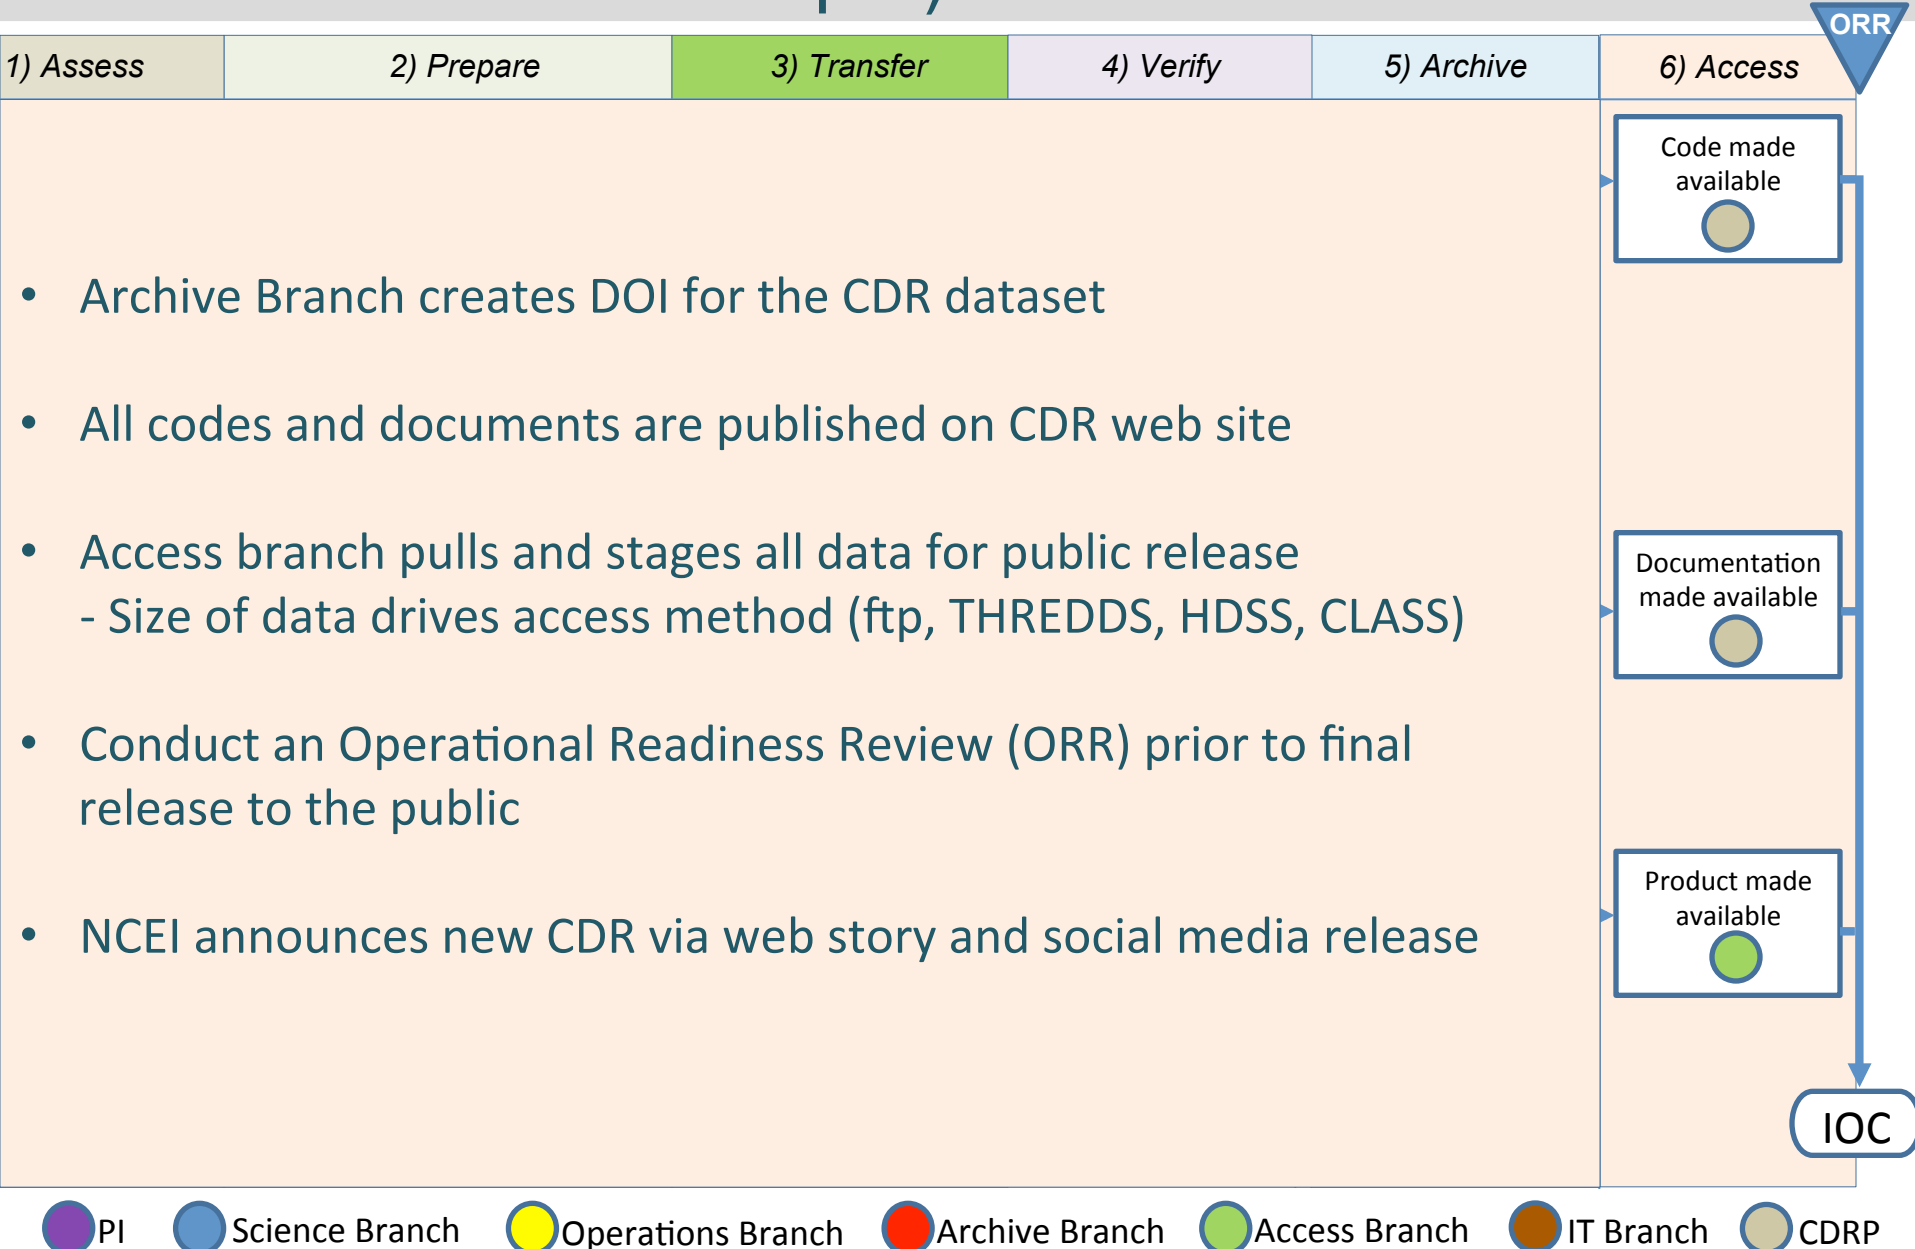 ORR
1) Assess
2) Prepare
3) Transfer
4) Verify
5) Archive
6) Access
• Archive Branch creates DOI for the CDR dataset
• All codes and documents are published on CDR web site
• Access branch pulls and stages all data for public release
- Size of data drives access method (ftp, THREDDS, HDSS, CLASS)
• Conduct an Operational Readiness Review (ORR) prior to final
release to the public
• NCEI announces new CDR via web story and social media release
Code made
available
Documentation
made available
Product made
available
IOC
PI
Science Branch
Operations Branch
Archive Branch
Access Branch
IT Branch
CDRP